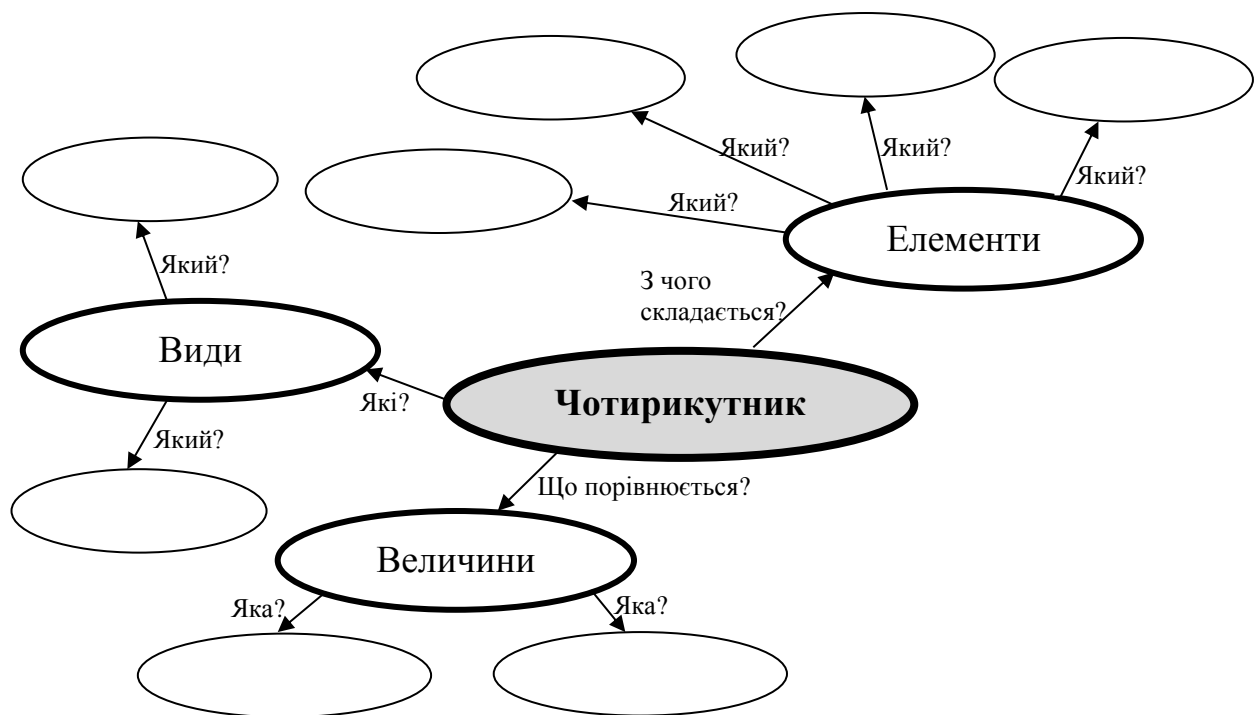 Який?
Який?
Який?
Який?
Елементи
Який?
З чого
складається?
Види
Які?
Чотирикутник
Який?
Що порівнюється?
Величини
Яка?
Яка?